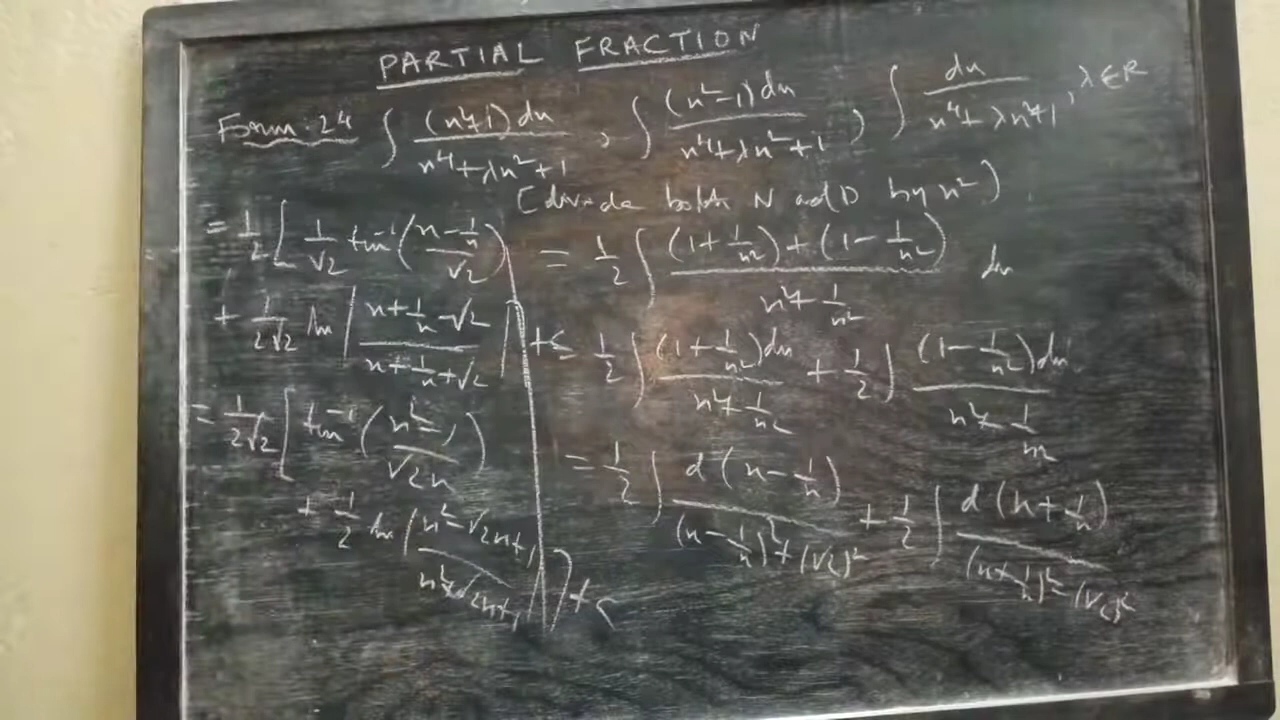 PARTIAL FRACTION
Form. 24 ∫ (x²+1)dx / x⁴+λx²+1 , ∫ (x²-1)dx / x⁴+λx²+1 , ∫ dx / x⁴+λx²+1 , λ∈R
(divide both N and D by x²)
= 1/2 ∫ (1+1/x²)+(1-1/x²) / x²+1/x² dx
= 1/2 ∫ (1+1/x²)dx / x²+1/x² + 1/2 ∫ (1-1/x²)dx / x²+1/x²
= 1/2 ∫ d(x-1/x) / (x-1/x)²+(√2)² + 1/2 ∫ d(x+1/x) / (x+1/x)²-(√2)²
= 1/2 [ 1/√2 tan⁻¹( x-1/x / √2 )
+ 1/2√2 ln | x+1/x-√2 / x+1/x+√2 | ] + c
= 1/2√2 [ tan⁻¹( x²-1 / √2x )
+ 1/2 ln | x²-√2x+1 / x²+√2x+1 | ] + c